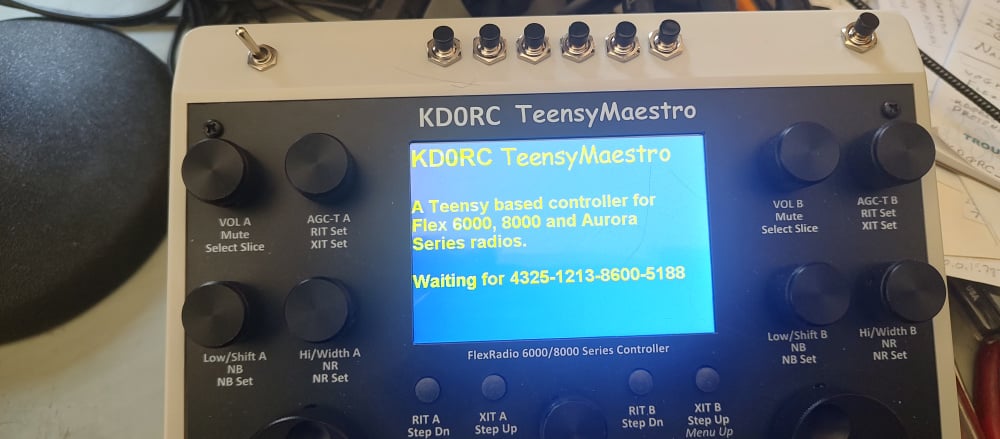 KD0RC TeensyMaestro
KD0RC TeensyMaestro
A Teensy based controller for
Flex 6000, 8000 and Aurora
Series radios.
Waiting for 4325-1213-8600-5188
VOL A
Mute
Select Slice
AGC-T A
RIT Set
XIT Set
VOL B
Mute
Select Slice
AGC-T B
RIT Set
XIT Set
Low/Shift A
NB
NB Set
Hi/Width A
NR
NR Set
FlexRadio 6000/8000 Series Controller
Low/Shift B
NB
NB Set
Hi/Width B
NR
NR Set
RIT A
Step Dn
XIT A
Step Up
RIT B
Step Dn
XIT B
Step Up
Menu Up